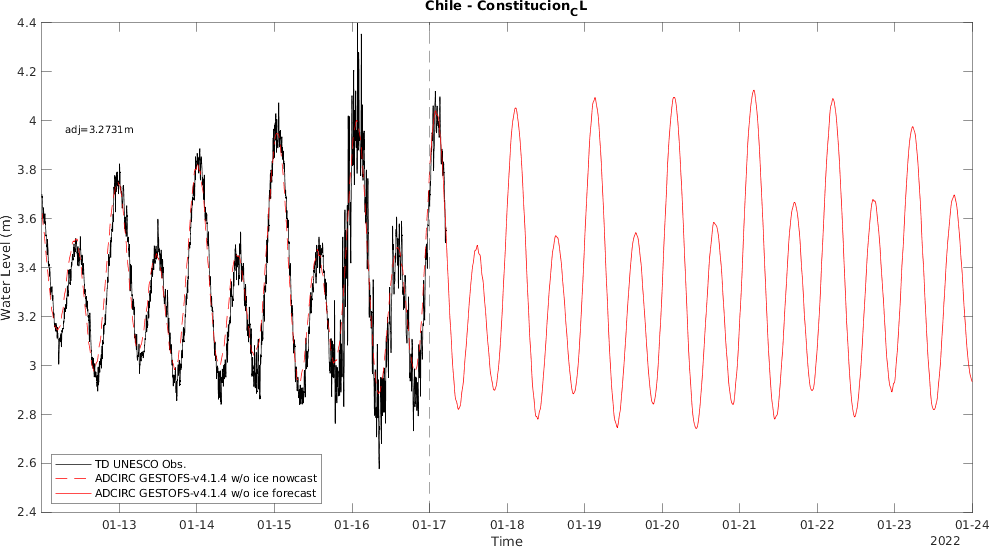 Chile - Constitucion_CL
4.4
4.2
4
3.8
3.6
3.4
3.2
3
2.8
2.6
2.4
Water Level (m)
adj=3.2731m
TD UNESCO Obs.
ADCIRC GESTOFS-v4.1.4 w/o ice nowcast
ADCIRC GESTOFS-v4.1.4 w/o ice forecast
01-13 01-14 01-15 01-16 01-17 01-18 01-19 01-20 01-21 01-22 01-23 01-24
Time
2022